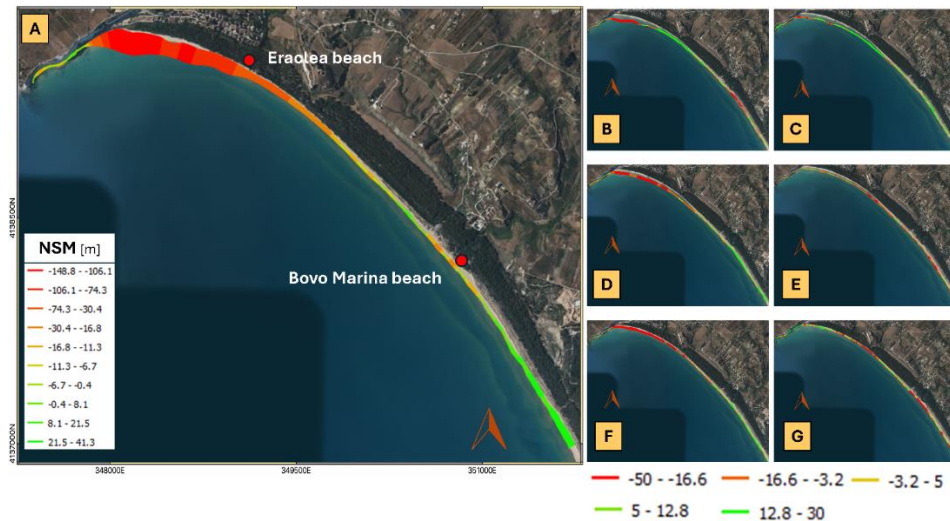 A
Eraclea beach
Bovo Marina beach
NSM [m]
-148.8 - -106.1
-106.1 - -74.3
-74.3 - -30.4
-30.4 - -16.8
-16.8 - -11.3
-11.3 - -6.7
-6.7 - -0.4
-0.4 - 8.1
8.1 - 21.5
21.5 - 41.3
4138500N
4137000N
348000E
349500E
351000E
B
C
D
E
F
G
-50 - -16.6
-16.6 - -3.2
-3.2 - 5
5 - 12.8
12.8 - 30